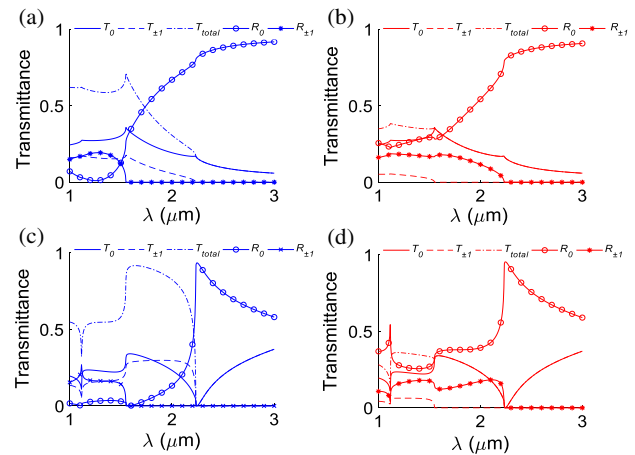 (a)
T0 T±1 Ttotal R0 R±1
Transmittance
1
0.5
0
1 2 3
λ (μm)
(b)
T0 T±1 Ttotal R0 R±1
Transmittance
1
0.5
0
1 2 3
λ (μm)
(c)
T0 T±1 Ttotal R0 R±1
Transmittance
1
0.5
0
1 2 3
λ (μm)
(d)
T0 T±1 Ttotal R0 R±1
Transmittance
1
0.5
0
1 2 3
λ (μm)